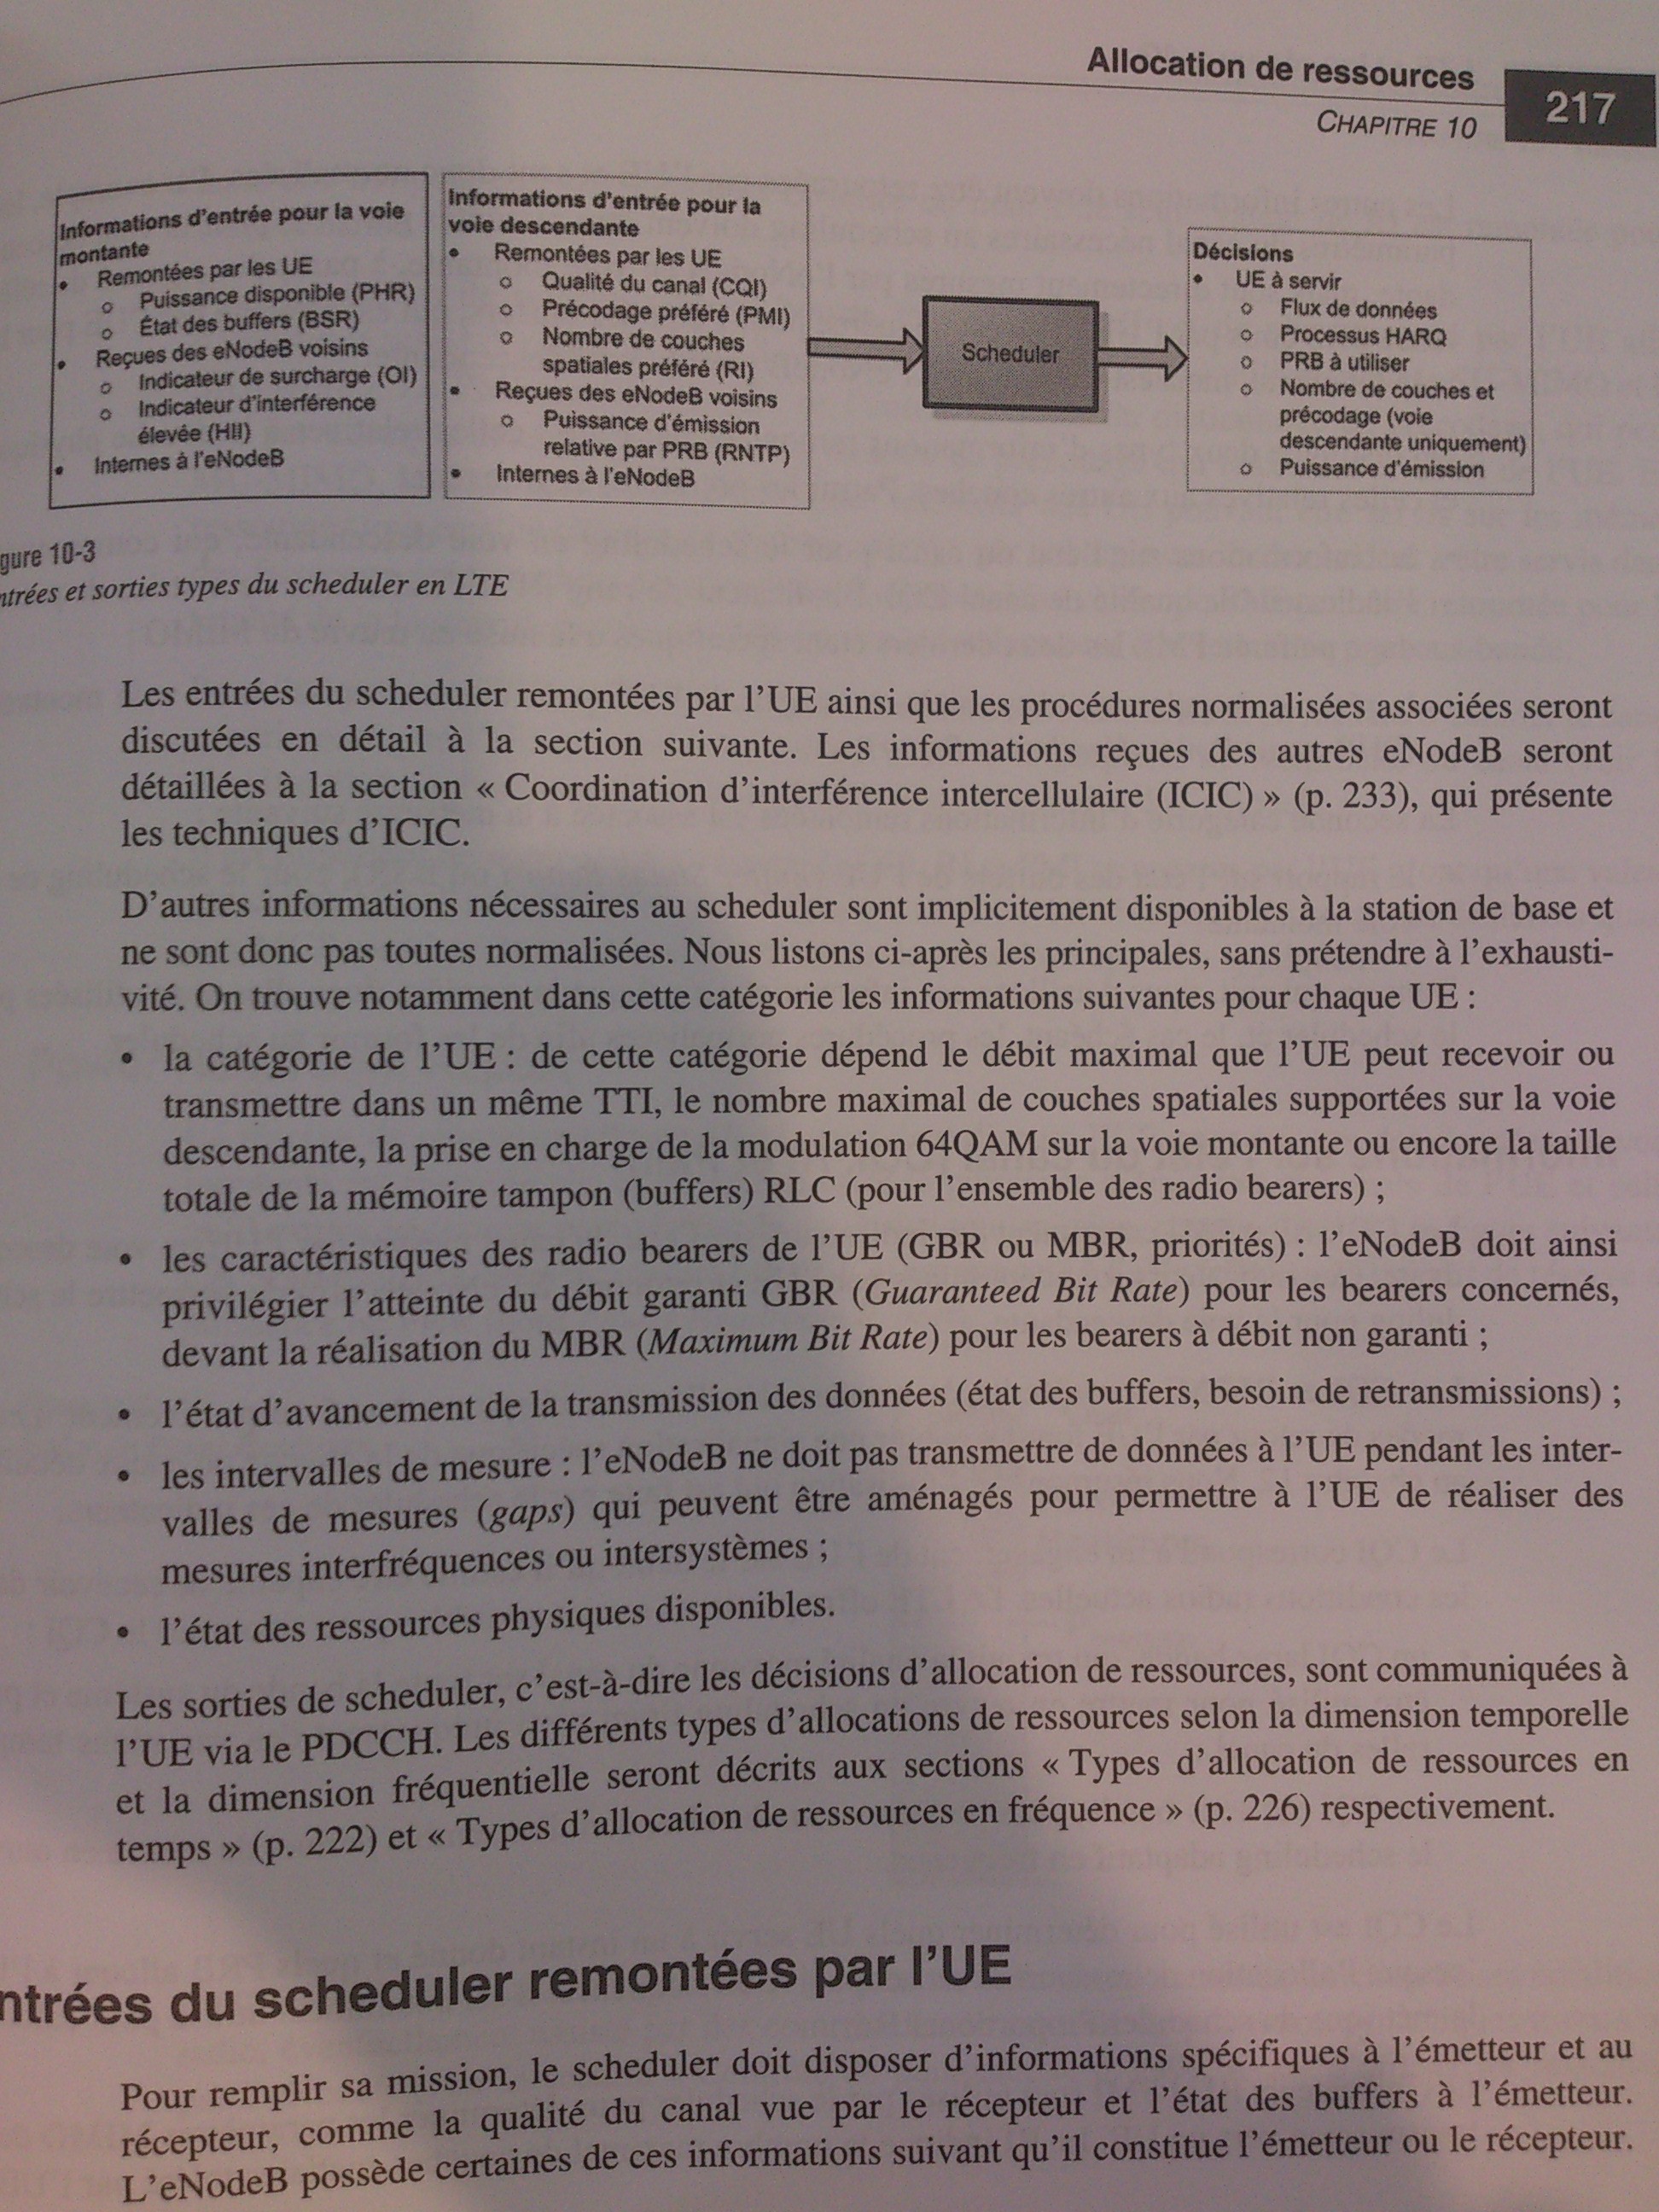 Allocation de ressources
CHAPITRE 10
217
Informations d'entrée pour la voie
montante
• Remontées par les UE
o Puissance disponible (PHR)
o État des buffers (BSR)
• Reçues des eNodeB voisins
o Indicateur de surcharge (OI)
o Indicateur d'interférence
élevée (HII)
• Internes à l'eNodeB
Informations d'entrée pour la
voie descendante
• Remontées par les UE
o Qualité du canal (CQI)
o Précodage préféré (PMI)
o Nombre de couches
spatiales préféré (RI)
• Reçues des eNodeB voisins
o Puissance d'émission
relative par PRB (RNTP)
• Internes à l'eNodeB
Scheduler
Décisions
• UE à servir
o Flux de données
o Processus HARQ
o PRB à utiliser
o Nombre de couches et
précodage (voie
descendante uniquement)
o Puissance d'émission
gure 10-3
ntrées et sorties types du scheduler en LTE
Les entrées du scheduler remontées par l'UE ainsi que les procédures normalisées associées seront
discutées en détail à la section suivante. Les informations reçues des autres eNodeB seront
détaillées à la section « Coordination d'interférence intercellulaire (ICIC) » (p. 233), qui présente
les techniques d'ICIC.
D'autres informations nécessaires au scheduler sont implicitement disponibles à la station de base et
ne sont donc pas toutes normalisées. Nous listons ci-après les principales, sans prétendre à l'exhausti-
vité. On trouve notamment dans cette catégorie les informations suivantes pour chaque UE :
• la catégorie de l'UE : de cette catégorie dépend le débit maximal que l'UE peut recevoir ou
transmettre dans un même TTI, le nombre maximal de couches spatiales supportées sur la voie
descendante, la prise en charge de la modulation 64QAM sur la voie montante ou encore la taille
totale de la mémoire tampon (buffers) RLC (pour l'ensemble des radio bearers) ;
• les caractéristiques des radio bearers de l'UE (GBR ou MBR, priorités) : l'eNodeB doit ainsi
privilégier l'atteinte du débit garanti GBR (Guaranteed Bit Rate) pour les bearers concernés,
devant la réalisation du MBR (Maximum Bit Rate) pour les bearers à débit non garanti ;
• l'état d'avancement de la transmission des données (état des buffers, besoin de retransmissions) ;
• les intervalles de mesure : l'eNodeB ne doit pas transmettre de données à l'UE pendant les inter-
valles de mesures (gaps) qui peuvent être aménagés pour permettre à l'UE de réaliser des
mesures interfréquences ou intersystèmes ;
• l'état des ressources physiques disponibles.
Les sorties de scheduler, c'est-à-dire les décisions d'allocation de ressources, sont communiquées à
l'UE via le PDCCH. Les différents types d'allocations de ressources selon la dimension temporelle
et la dimension fréquentielle seront décrits aux sections « Types d'allocation de ressources en
temps » (p. 222) et « Types d'allocation de ressources en fréquence » (p. 226) respectivement.
ntrées du scheduler remontées par l'UE
Pour remplir sa mission, le scheduler doit disposer d'informations spécifiques à l'émetteur et au
récepteur, comme la qualité du canal vue par le récepteur et l'état des buffers à l'émetteur.
L'eNodeB possède certaines de ces informations suivant qu'il constitue l'émetteur ou le récepteur.